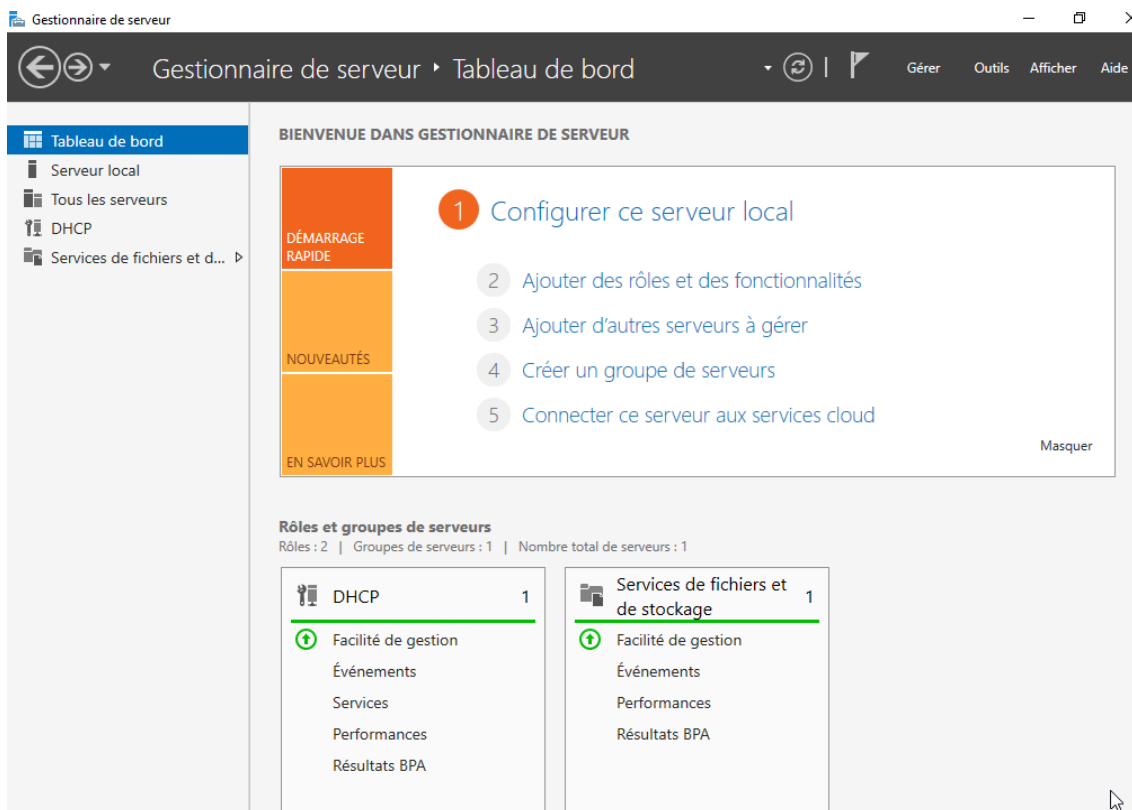 Gestionnaire de serveur
Gestionnaire de serveur Tableau de bord
Gérer Outils Afficher Aide
Tableau de bord
Serveur local
Tous les serveurs
DHCP
Services de fichiers et d...
BIENVENUE DANS GESTIONNAIRE DE SERVEUR
DÉMARRAGE
RAPIDE
NOUVEAUTÉS
EN SAVOIR PLUS
1 Configurer ce serveur local
2 Ajouter des rôles et des fonctionnalités
3 Ajouter d’autres serveurs à gérer
4 Créer un groupe de serveurs
5 Connecter ce serveur aux services cloud
Masquer
Rôles et groupes de serveurs
Rôles : 2 | Groupes de serveurs : 1 | Nombre total de serveurs : 1
DHCP 1
Facilité de gestion
Événements
Services
Performances
Résultats BPA
Services de fichiers et
de stockage 1
Facilité de gestion
Événements
Performances
Résultats BPA